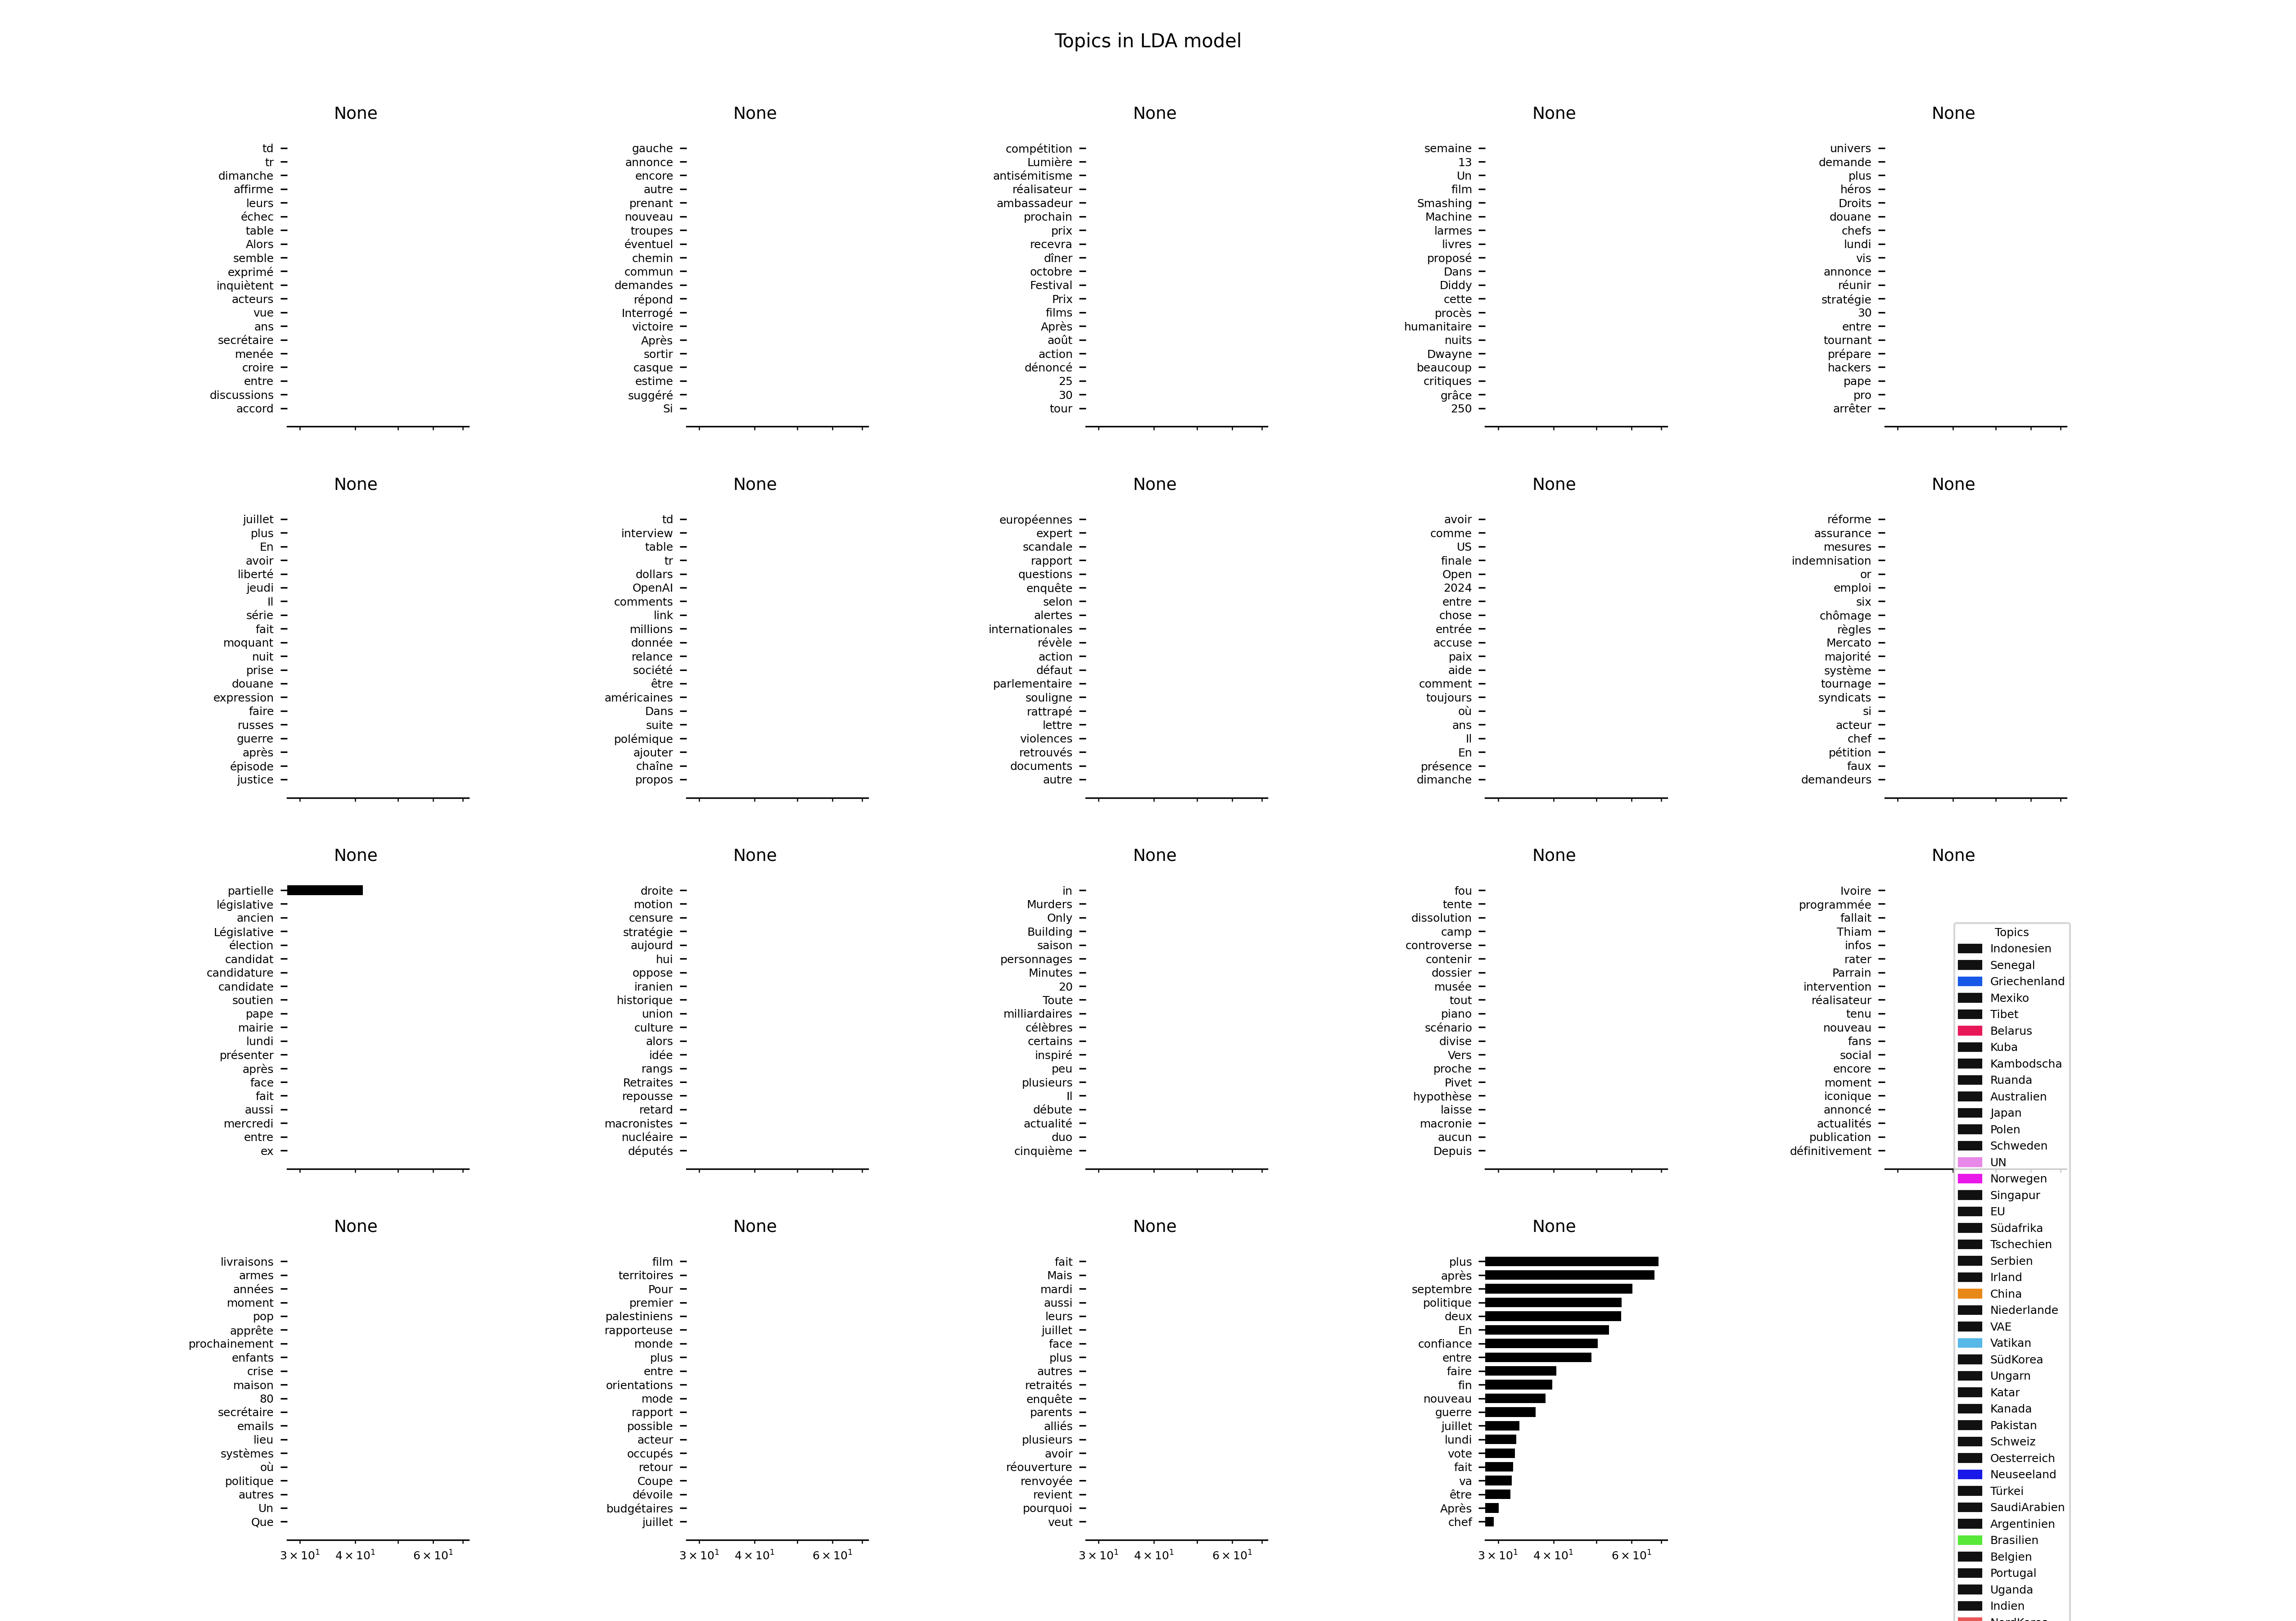 Topics in LDA model
None
td
tr
dimanche
affirme
leurs
échec
table
Alors
semble
exprimé
inquiètent
acteurs
vue
ans
secrétaire
menée
croire
entre
discussions
accord
None
gauche
annonce
encore
autre
prenant
nouveau
troupes
éventuel
chemin
commun
demandes
répond
Interrogé
victoire
Après
sortir
casque
estime
suggéré
Si
None
compétition
Lumière
antisémitisme
réalisateur
ambassadeur
prochain
prix
recevra
dîner
octobre
Festival
Prix
films
Après
août
action
dénoncé
25
30
tour
None
semaine
13
Un
film
Smashing
Machine
larmes
livres
proposé
Dans
Diddy
cette
procès
humanitaire
nuits
Dwayne
beaucoup
critiques
grâce
250
None
univers
demande
plus
héros
Droits
douane
chefs
lundi
vis
annonce
réunir
stratégie
30
entre
tournant
prépare
hackers
pape
pro
arrêter
None
juillet
plus
En
avoir
liberté
jeudi
Il
série
fait
moquant
nuit
prise
douane
expression
faire
russes
guerre
après
épisode
justice
None
td
interview
table
tr
dollars
OpenAI
comments
link
millions
donnée
relance
société
être
américaines
Dans
suite
polémique
ajouter
chaîne
propos
None
européennes
expert
scandale
rapport
questions
enquête
selon
alertes
internationales
révèle
action
défaut
parlementaire
souligne
rattrapé
lettre
violences
retrouvés
documents
autre
None
avoir
comme
US
finale
Open
2024
entre
chose
entrée
accuse
paix
aide
comment
toujours
où
ans
Il
En
présence
dimanche
None
réforme
assurance
mesures
indemnisation
or
emploi
six
chômage
règles
Mercato
majorité
système
tournage
syndicats
si
acteur
chef
pétition
faux
demandeurs
None
partielle
législative
ancien
Législative
élection
candidat
candidature
candidate
soutien
pape
mairie
lundi
présenter
après
face
fait
aussi
mercredi
entre
ex
None
droite
motion
censure
stratégie
aujourd
hui
oppose
iranien
historique
union
culture
alors
idée
rangs
Retraites
repousse
retard
macronistes
nucléaire
députés
None
in
Murders
Only
Building
saison
personnages
Minutes
20
Toute
milliardaires
célèbres
certains
inspiré
peu
plusieurs
Il
débute
actualité
duo
cinquième
None
fou
tente
dissolution
camp
controverse
contenir
dossier
musée
tout
piano
scénario
divise
Vers
proche
Pivet
hypothèse
laisse
macronie
aucun
Depuis
None
Ivoire
programmée
fallait
Thiam
infos
rater
Parrain
intervention
réalisateur
tenu
nouveau
fans
social
encore
moment
iconique
annoncé
actualités
publication
définitivement
None
livraisons
armes
années
moment
pop
apprête
prochainement
enfants
crise
maison
80
secrétaire
emails
lieu
systèmes
où
politique
autres
Un
Que
3 × 10¹ 4 × 10¹ 6 × 10¹
None
film
territoires
Pour
premier
palestiniens
rapporteuse
monde
plus
entre
orientations
mode
rapport
possible
acteur
occupés
retour
Coupe
dévoile
budgétaires
juillet
3 × 10¹ 4 × 10¹ 6 × 10¹
None
fait
Mais
mardi
aussi
leurs
juillet
face
plus
autres
retraités
enquête
parents
alliés
plusieurs
avoir
réouverture
renvoyée
revient
pourquoi
veut
3 × 10¹ 4 × 10¹ 6 × 10¹
None
plus
après
septembre
politique
deux
En
confiance
entre
faire
fin
nouveau
guerre
juillet
lundi
vote
fait
va
être
Après
chef
3 × 10¹ 4 × 10¹ 6 × 10¹
Topics
Indonesien
Senegal
Griechenland
Mexiko
Tibet
Belarus
Kuba
Kambodscha
Ruanda
Australien
Japan
Polen
Schweden
UN
Norwegen
Singapur
EU
Südafrika
Tschechien
Serbien
Irland
China
Niederlande
VAE
Vatikan
SüdKorea
Ungarn
Katar
Kanada
Pakistan
Schweiz
Oesterreich
Neuseeland
Türkei
SaudiArabien
Argentinien
Brasilien
Belgien
Portugal
Uganda
Indien